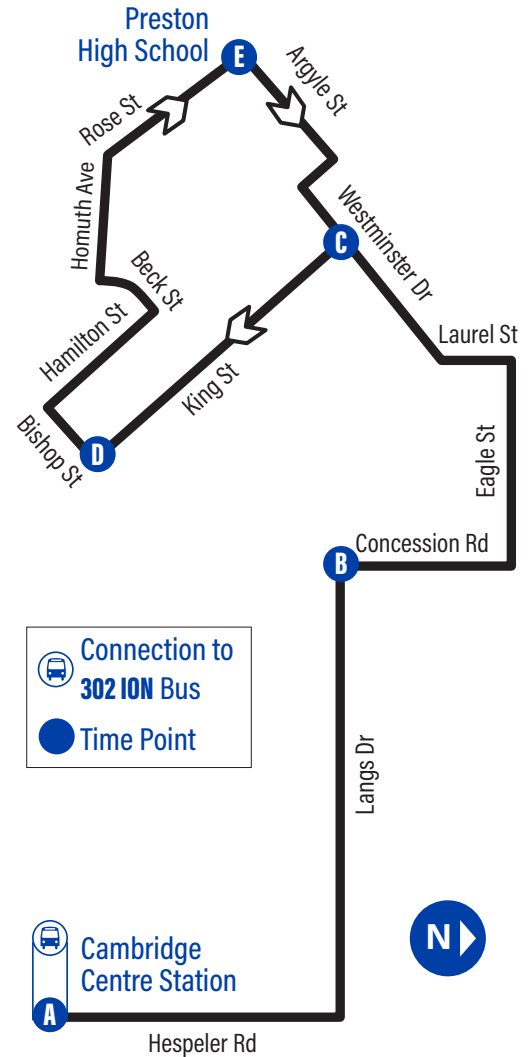 Preston
High School
E
Argyle St
Rose St
Homuth Ave
Westminster Dr
C
Beck St
Hamilton St
Laurel St
King St
Bishop St
D
Eagle St
Concession Rd
B
Connection to
302 ION Bus
Time Point
Langs Dr
N
Cambridge
Centre Station
A
Hespeler Rd